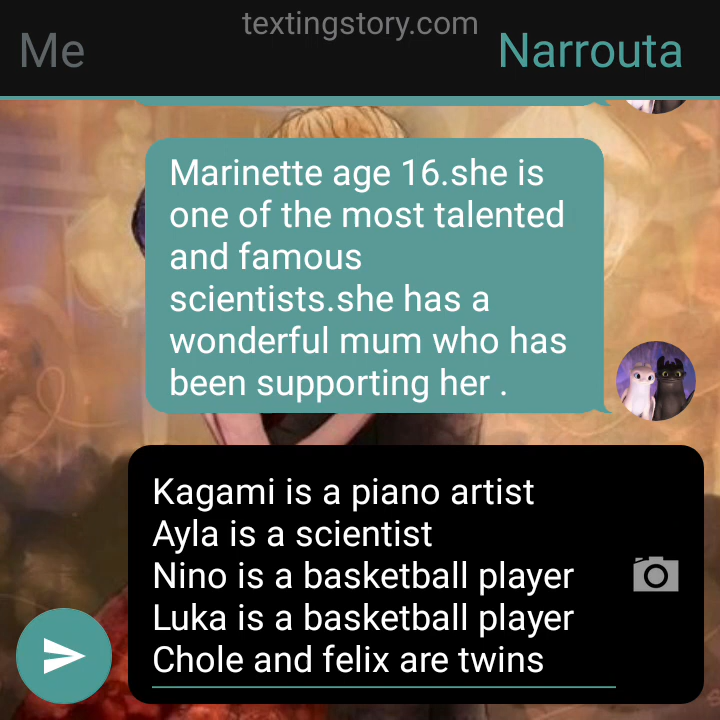 textingstory.com
Me
Narrouta
Marinette age 16.she is
one of the most talented
and famous
scientists.she has a
wonderful mum who has
been supporting her .
Kagami is a piano artist
Ayla is a scientist
Nino is a basketball player
Luka is a basketball player
Chole and felix are twins